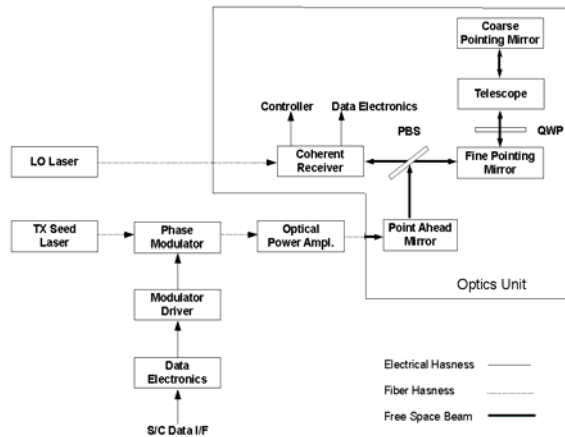 Coarse
Pointing Mirror
Telescope
QWP
Controller
Data Electronics
PBS
LO Laser
Coherent
Receiver
Fine Pointing
Mirror
TX Seed
Laser
Phase
Modulator
Optical
Power Ampl.
Point Ahead
Mirror
Modulator
Driver
Optics Unit
Data
Electronics
Electrical Hasness
Fiber Hasness
Free Space Beam
S/C Data I/F